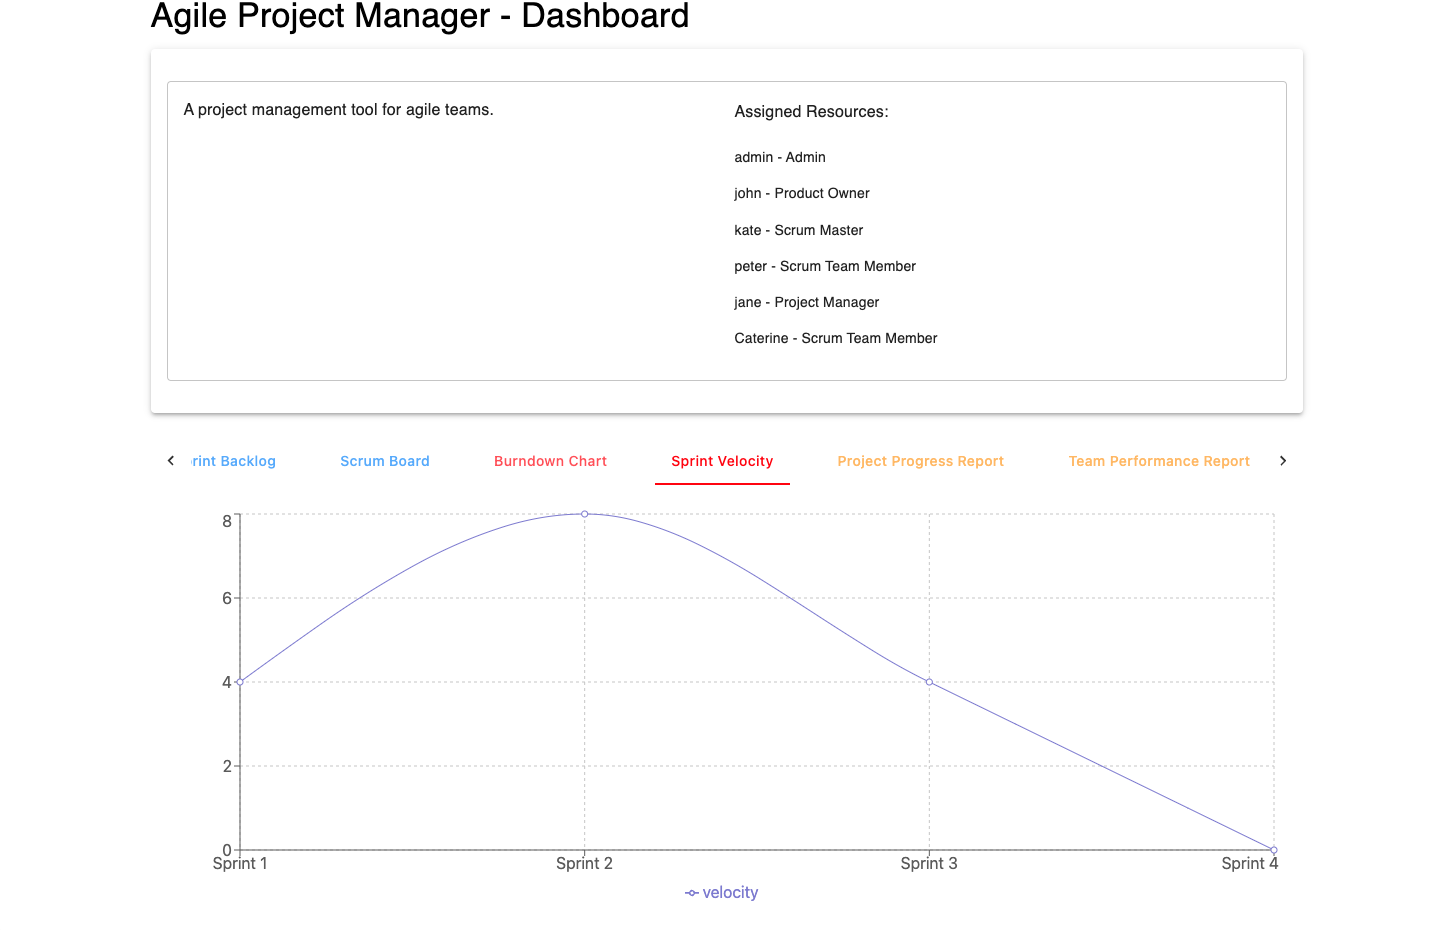 Agile Project Manager - Dashboard
A project management tool for agile teams.
Assigned Resources:
admin - Admin
john - Product Owner
kate - Scrum Master
peter - Scrum Team Member
jane - Project Manager
Caterine - Scrum Team Member
rint Backlog
Scrum Board
Burndown Chart
Sprint Velocity
Project Progress Report
Team Performance Report
8
6
4
2
0
Sprint 1
Sprint 2
Sprint 3
Sprint 4
velocity